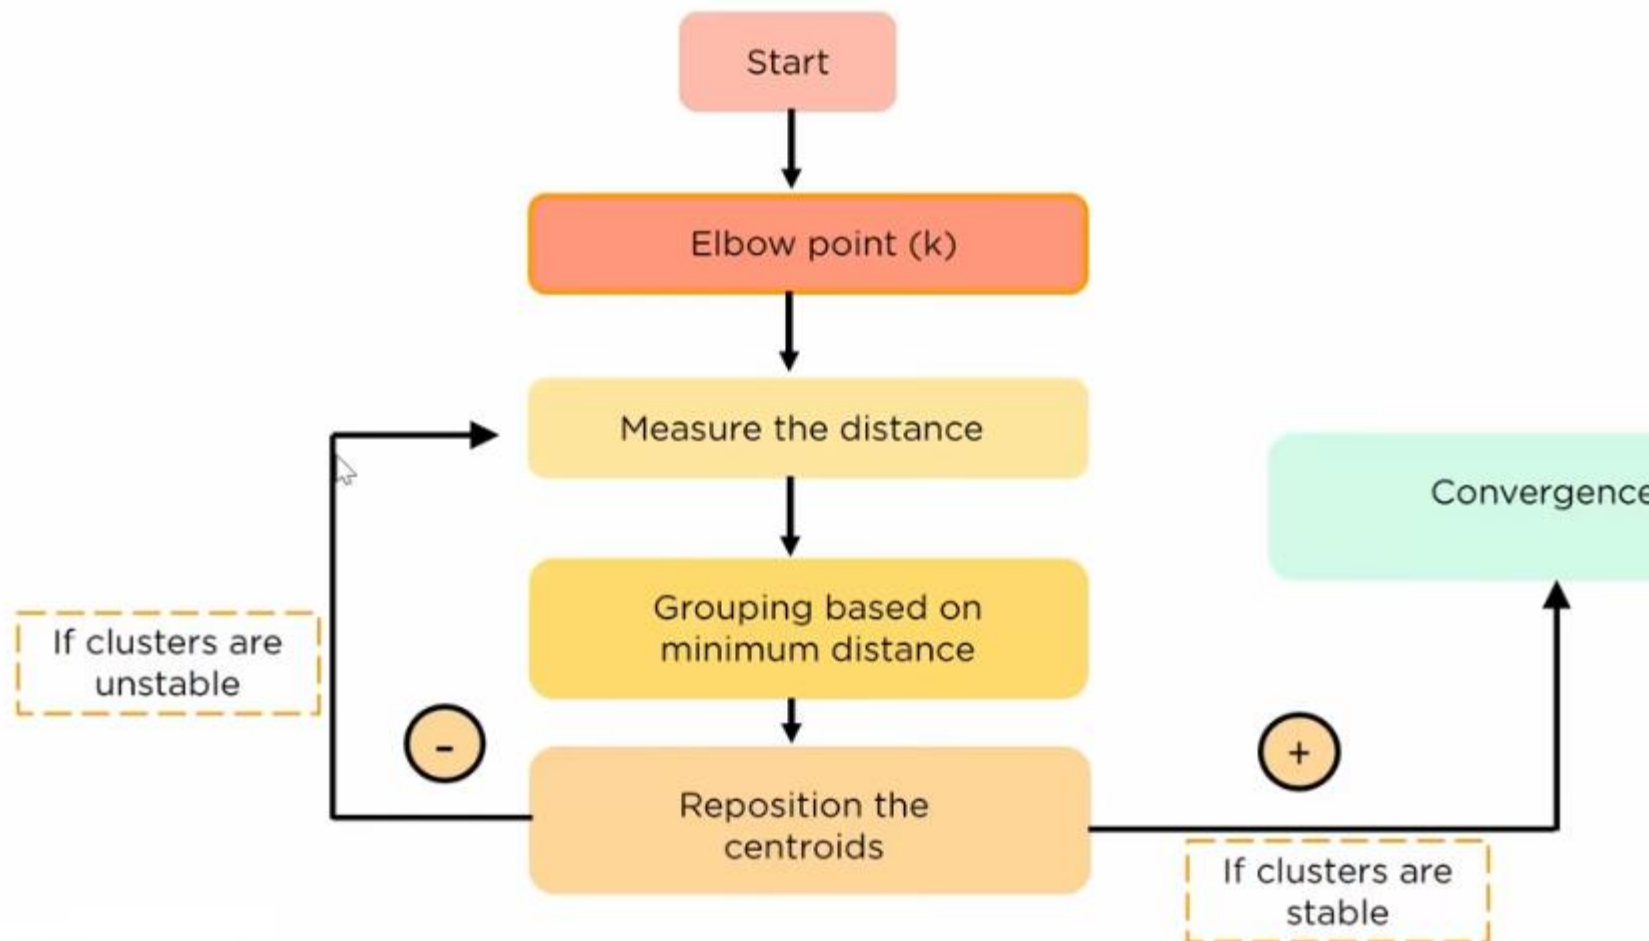 Start
Elbow point (k)
Measure the distance
Convergence
Grouping based on
minimum distance
If clusters are
unstable
-
+
Reposition the
centroids
If clusters are
stable